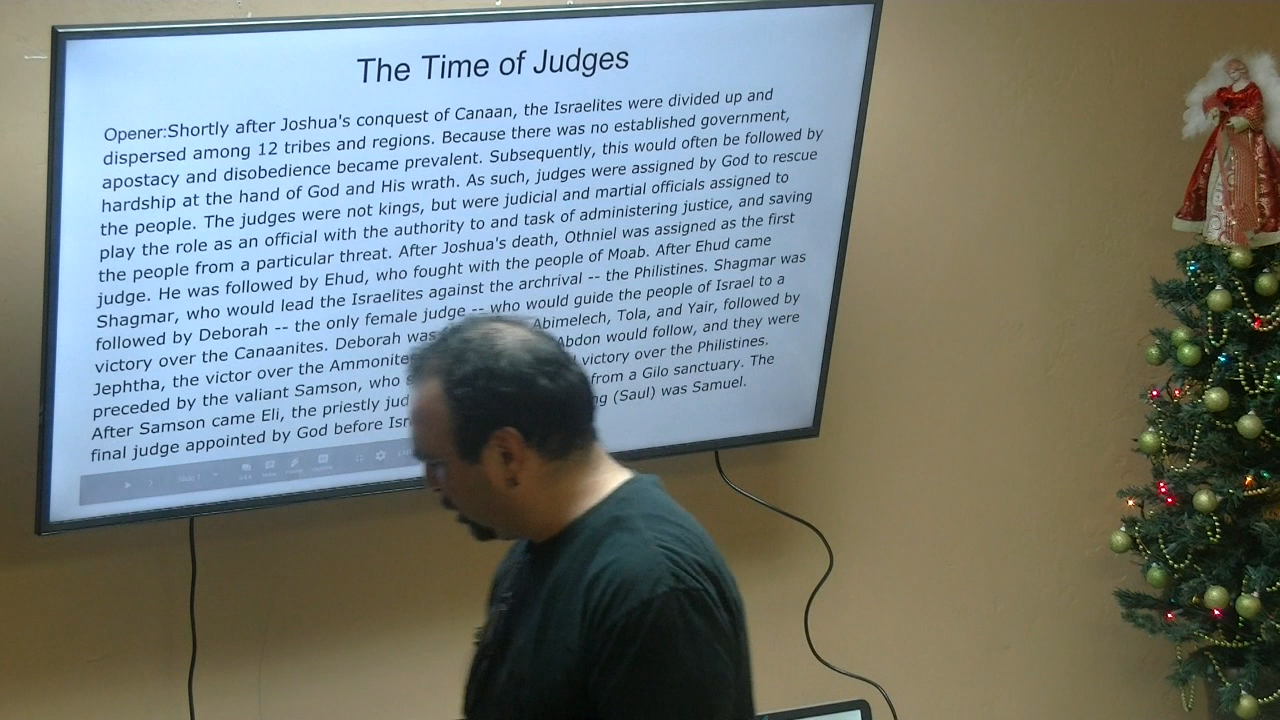 The Time of Judges
Opener:Shortly after Joshua's conquest of Canaan, the Israelites were divided up and
dispersed among 12 tribes and regions. Because there was no established government,
apostacy and disobedience became prevalent. Subsequently, this would often be followed by
hardship at the hand of God and His wrath. As such, judges were assigned by God to rescue
the people. The judges were not kings, but were judicial and martial officials assigned to
play the role as an official with the authority to and task of administering justice, and saving
the people from a particular threat. After Joshua's death, Othniel was assigned as the first
judge. He was followed by Ehud, who fought with the people of Moab. After Ehud came
Shagmar, who would lead the Israelites against the archrival -- the Philistines. Shagmar was
followed by Deborah -- the only female judge -- who would guide the people of Israel to a
victory over the Canaanites. Deborah was Abimelech, Tola, and Yair, followed by
Jephtha, the victor over the Ammonites Abdon would follow, and they were
preceded by the valiant Samson, who victory over the Philistines.
After Samson came Eli, the priestly from a Gilo sanctuary. The
final judge appointed by God before (Saul) was Samuel.
Slide 1